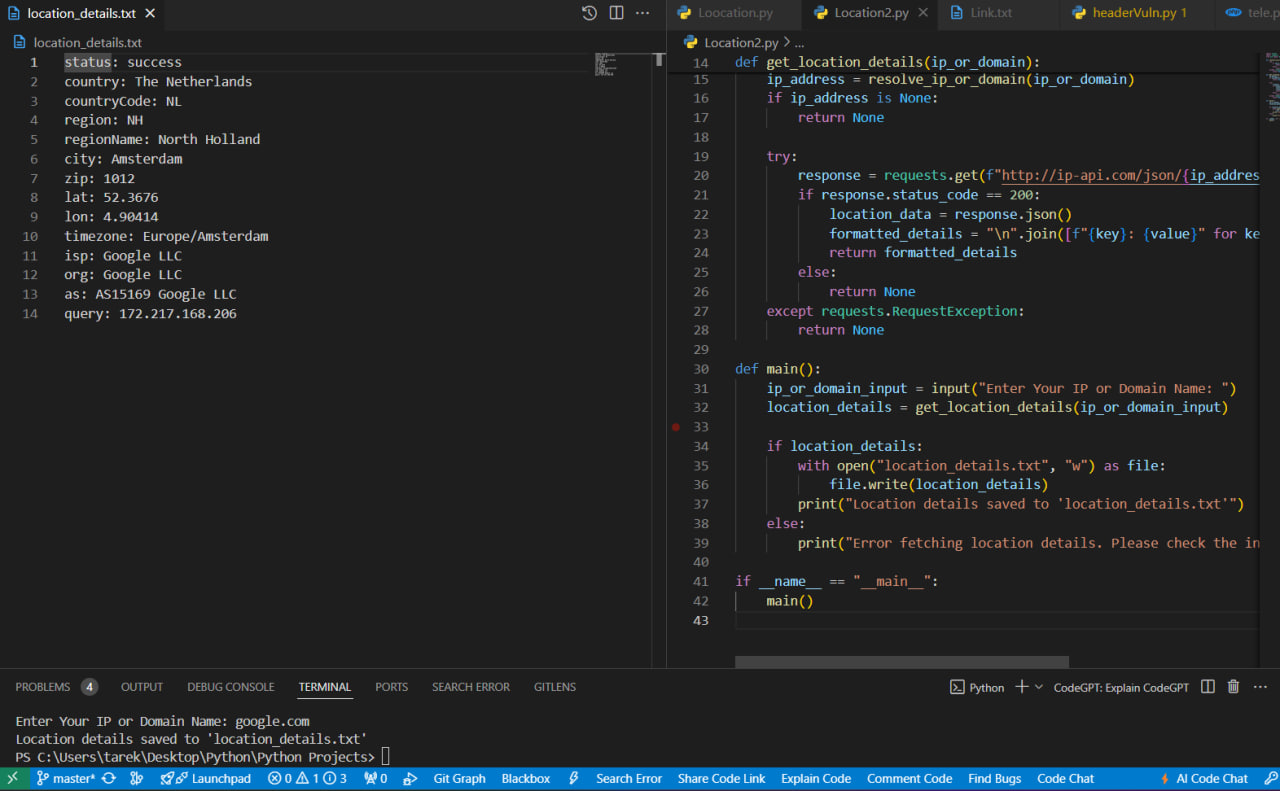 location_details.txt
location_details.txt
1 status: success
2 country: The Netherlands
3 countryCode: NL
4 region: NH
5 regionName: North Holland
6 city: Amsterdam
7 zip: 1012
8 lat: 52.3676
9 lon: 4.90414
10 timezone: Europe/Amsterdam
11 isp: Google LLC
12 org: Google LLC
13 as: AS15169 Google LLC
14 query: 172.217.168.206
Loocation.py Location2.py Link.txt headerVuln.py 1 tele.p
Location2.py > ...
14 def get_location_details(ip_or_domain):
15 ip_address = resolve_ip_or_domain(ip_or_domain)
16 if ip_address is None:
17 return None
18
19 try:
20 response = requests.get(f"http://ip-api.com/json/{ip_addres
21 if response.status_code == 200:
22 location_data = response.json()
23 formatted_details = "\n".join([f"{key}: {value}" for ke
24 return formatted_details
25 else:
26 return None
27 except requests.RequestException:
28 return None
29
30 def main():
31 ip_or_domain_input = input("Enter Your IP or Domain Name: ")
32 location_details = get_location_details(ip_or_domain_input)
33
34 if location_details:
35 with open("location_details.txt", "w") as file:
36 file.write(location_details)
37 print("Location details saved to 'location_details.txt'")
38 else:
39 print("Error fetching location details. Please check the in
40
41 if __name__ == "__main__":
42 main()
43
PROBLEMS 4 OUTPUT DEBUG CONSOLE TERMINAL PORTS SEARCH ERROR GITLENS Python CodeGPT: Explain CodeGPT
Enter Your IP or Domain Name: google.com
Location details saved to 'location_details.txt'
PS C:\Users\tarek\Desktop\Python\Python Projects>
master* Launchpad 0 1 3 0 Git Graph Blackbox Search Error Share Code Link Explain Code Comment Code Find Bugs Code Chat AI Code Chat